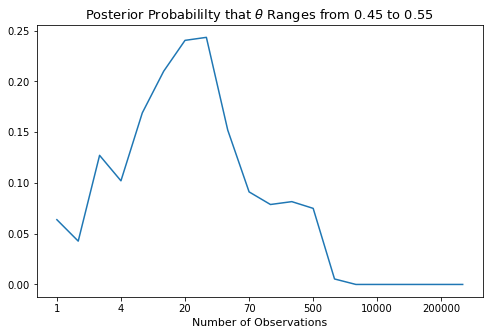 Posterior Probabililty that θ Ranges from 0.45 to 0.55
0.25
0.20
0.15
0.10
0.05
0.00
1 4 20 70 500 10000 200000
Number of Observations